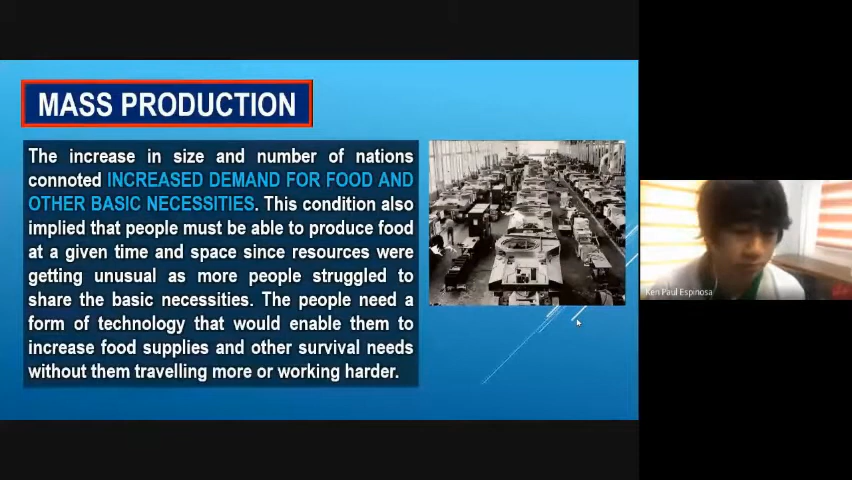 MASS PRODUCTION
The increase in size and number of nations
connoted INCREASED DEMAND FOR FOOD AND
OTHER BASIC NECESSITIES. This condition also
implied that people must be able to produce food
at a given time and space since resources were
getting unusual as more people struggled to
share the basic necessities. The people need a
form of technology that would enable them to
increase food supplies and other survival needs
without them travelling more or working harder.
Ken Paul Espinosa